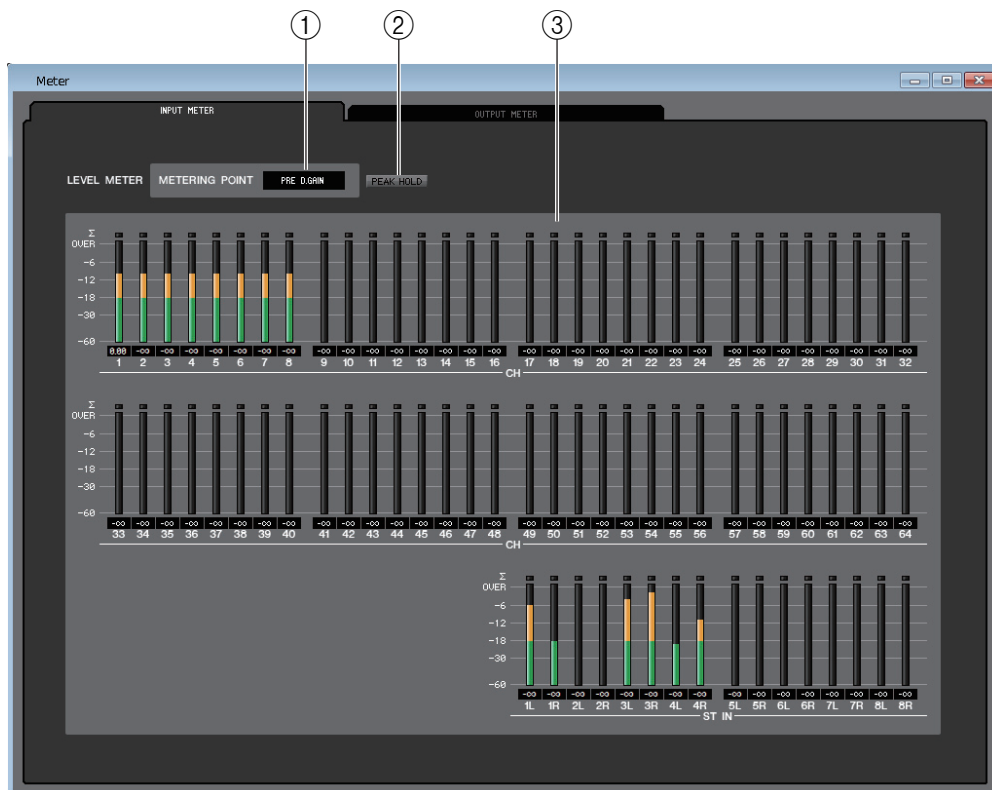 ① ② ③
Meter
INPUT METER OUTPUT METER
LEVEL METER METERING POINT PRE D.GAIN PEAK HOLD
Σ
OVER
-6
-12
-18
-30
-60
0.00 -∞ -∞ -∞ -∞ -∞ -∞ -∞ -∞ -∞ -∞ -∞ -∞ -∞ -∞ -∞ -∞ -∞ -∞ -∞ -∞ -∞ -∞ -∞ -∞ -∞ -∞ -∞ -∞ -∞ -∞ -∞
1 2 3 4 5 6 7 8 9 10 11 12 13 14 15 16 17 18 19 20 21 22 23 24 25 26 27 28 29 30 31 32
CH
Σ
OVER
-6
-12
-18
-30
-60
-∞ -∞ -∞ -∞ -∞ -∞ -∞ -∞ -∞ -∞ -∞ -∞ -∞ -∞ -∞ -∞ -∞ -∞ -∞ -∞ -∞ -∞ -∞ -∞ -∞ -∞ -∞ -∞ -∞ -∞ -∞ -∞
33 34 35 36 37 38 39 40 41 42 43 44 45 46 47 48 49 50 51 52 53 54 55 56 57 58 59 60 61 62 63 64
CH
Σ
OVER
-6
-12
-18
-30
-60
-∞ -∞ -∞ -∞ -∞ -∞ -∞ -∞ -∞ -∞ -∞ -∞ -∞ -∞ -∞ -∞
1L 1R 2L 2R 3L 3R 4L 4R 5L 5R 6L 6R 7L 7R 8L 8R
ST IN